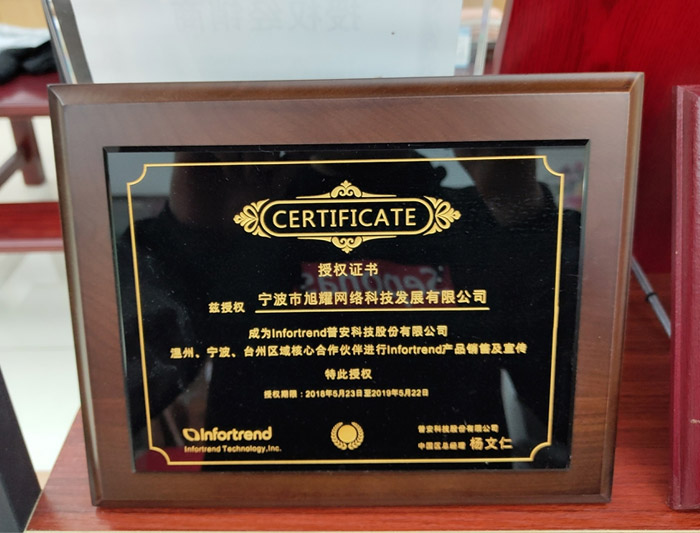 授权经销商
CERTIFICATE
授权证书
兹授权 宁波市旭耀网络科技发展有限公司
成为Infortrend普安科技股份有限公司
温州、宁波、台州区域核心合作伙伴进行Infortrend产品销售及宣传
特此授权
授权期限：2018年5月23日至2019年5月22日
Infortrend
Infortrend Technology,Inc.
普安科技股份有限公司
中国区总经理 杨文仁